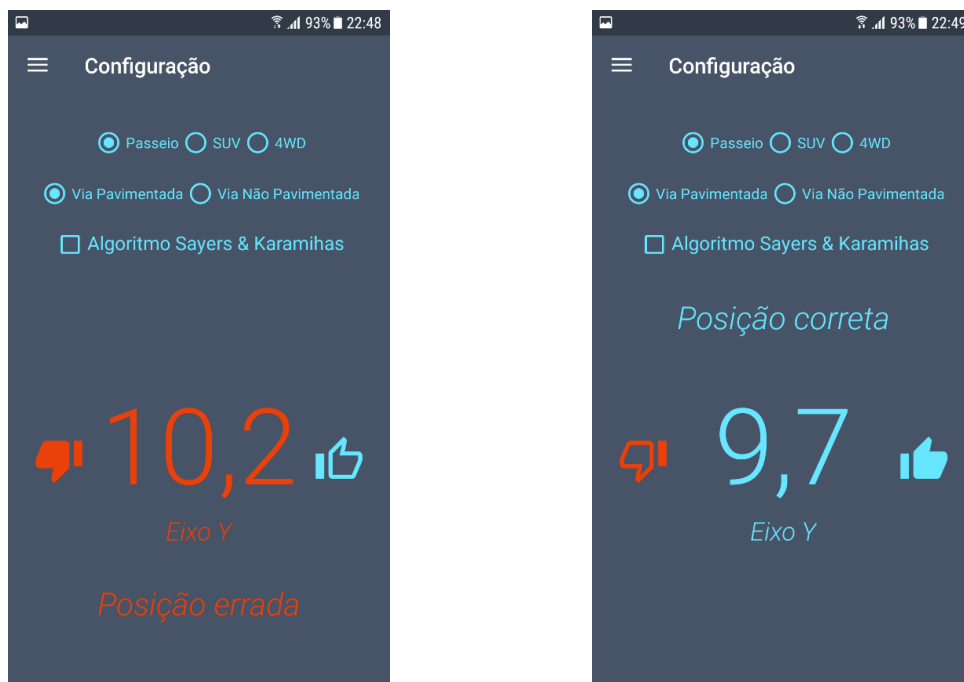 93% 22:48
Configuração
Passeio SUV 4WD
Via Pavimentada Via Não Pavimentada
Algoritmo Sayers & Karamihas
10,2
Eixo Y
Posição errada
93% 22:49
Configuração
Passeio SUV 4WD
Via Pavimentada Via Não Pavimentada
Algoritmo Sayers & Karamihas
Posição correta
9,7
Eixo Y